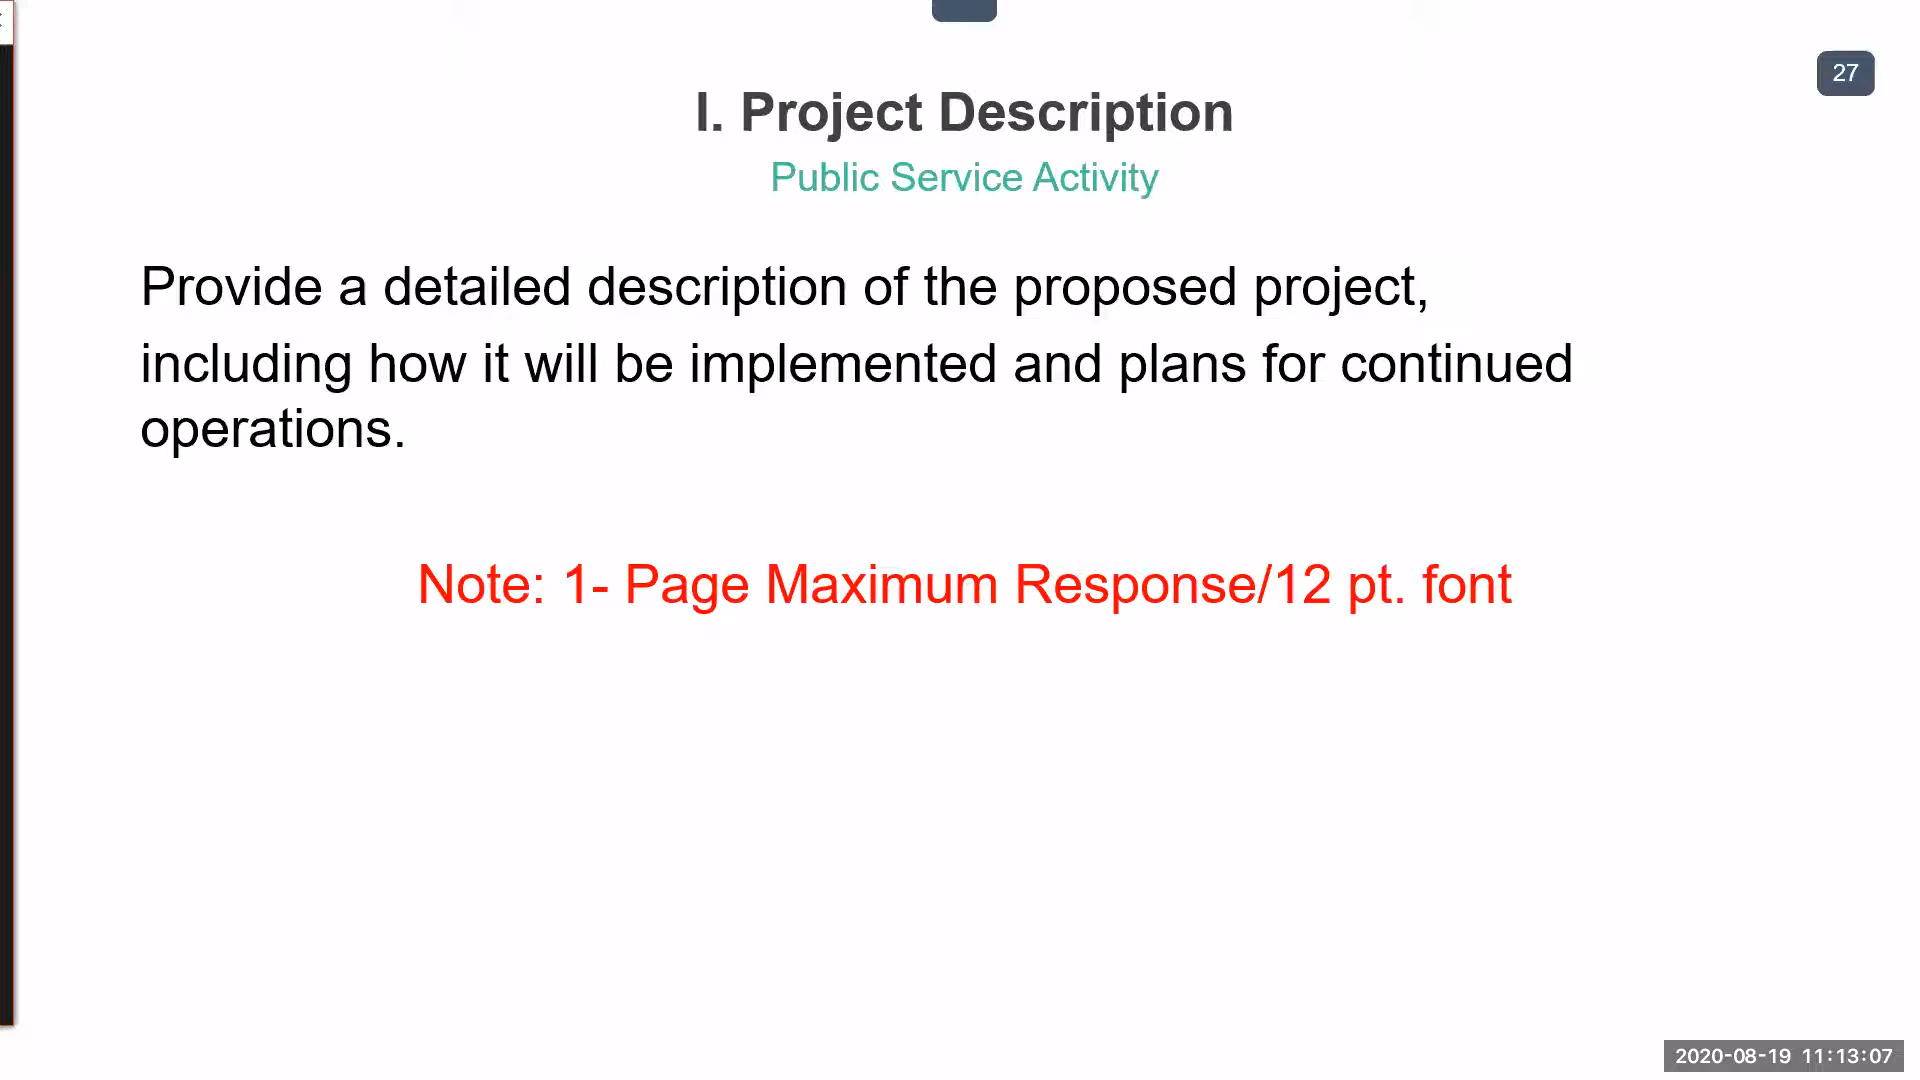 27
I. Project Description
Public Service Activity
Provide a detailed description of the proposed project,
including how it will be implemented and plans for continued
operations.
Note: 1- Page Maximum Response/12 pt. font
2020-08-19 11:13:07